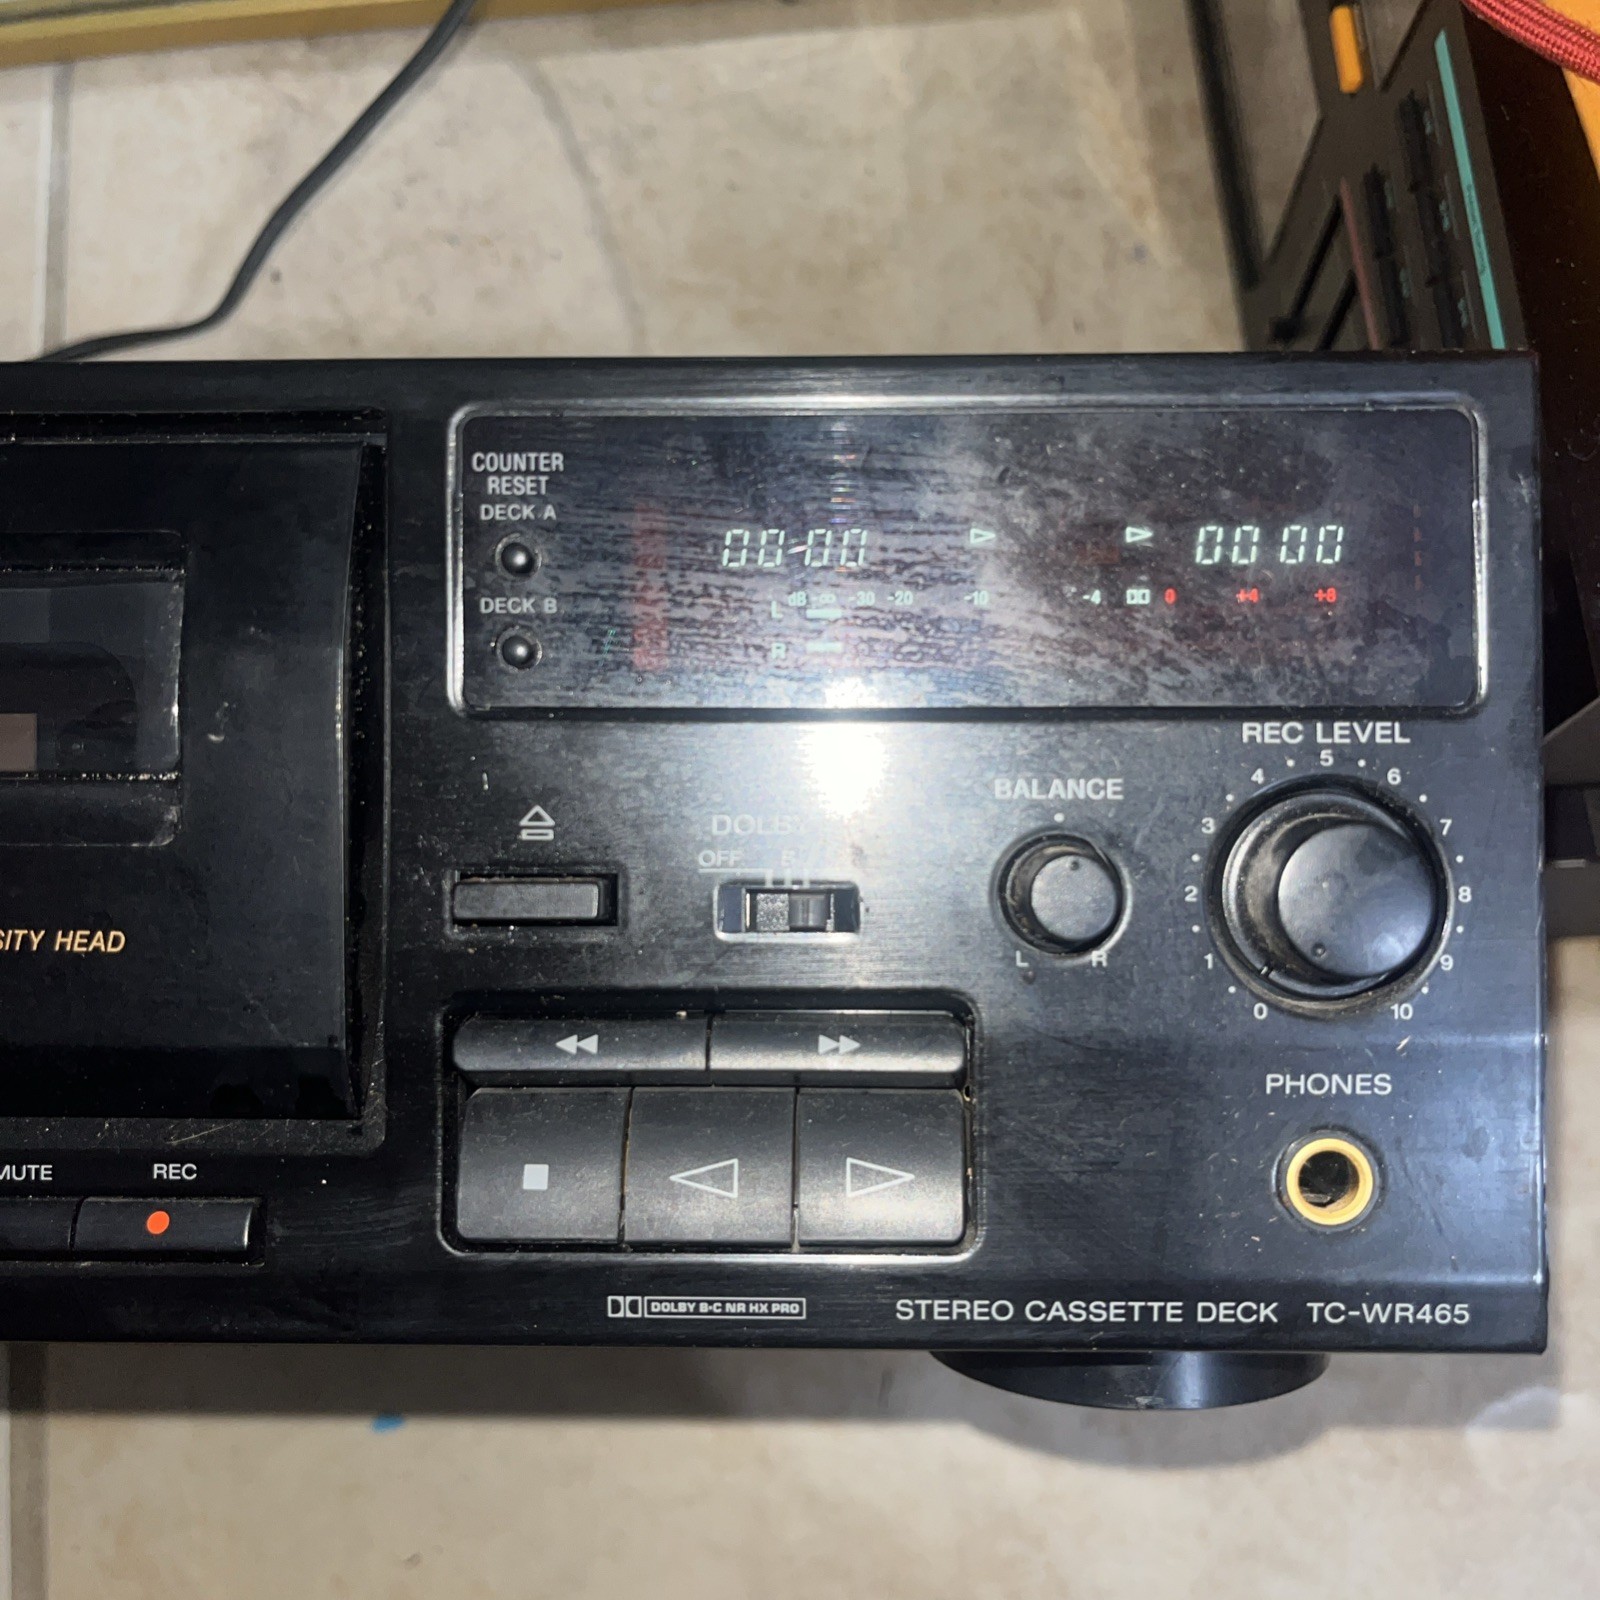 COUNTER
RESET
DECK A
DECK B
00 00
00 00
dB -∞ -30 -20 -10 -4 0 +4 +8
L
R
REC LEVEL
0 1 2 3 4 5 6 7 8 9 10
BALANCE
L R
DOLBY
OFF B
SITY HEAD
MUTE
REC
PHONES
DOLBY B·C NR HX PRO
STEREO CASSETTE DECK TC-WR465